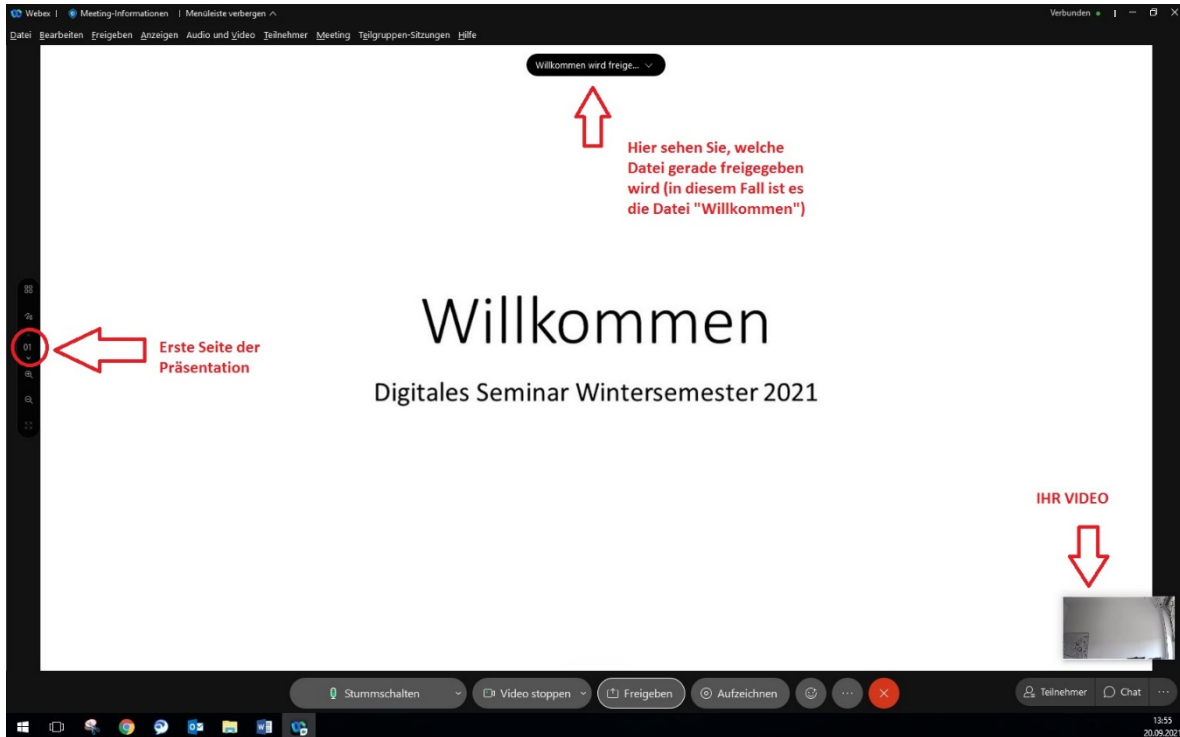 Webex | Meeting-Informationen | Menüleiste verbergen Verbunden
Datei Bearbeiten Freigeben Anzeigen Audio und Video Teilnehmer Meeting Teilgruppen-Sitzungen Hilfe
Willkommen wird freige...
Hier sehen Sie, welche
Datei gerade freigegeben
wird (in diesem Fall ist es
die Datei "Willkommen")
Willkommen
01
Erste Seite der
Präsentation
Digitales Seminar Wintersemester 2021
IHR VIDEO
Stummschalten Video stoppen Freigeben Aufzeichnen Teilnehmer Chat
13:55
20.09.2021